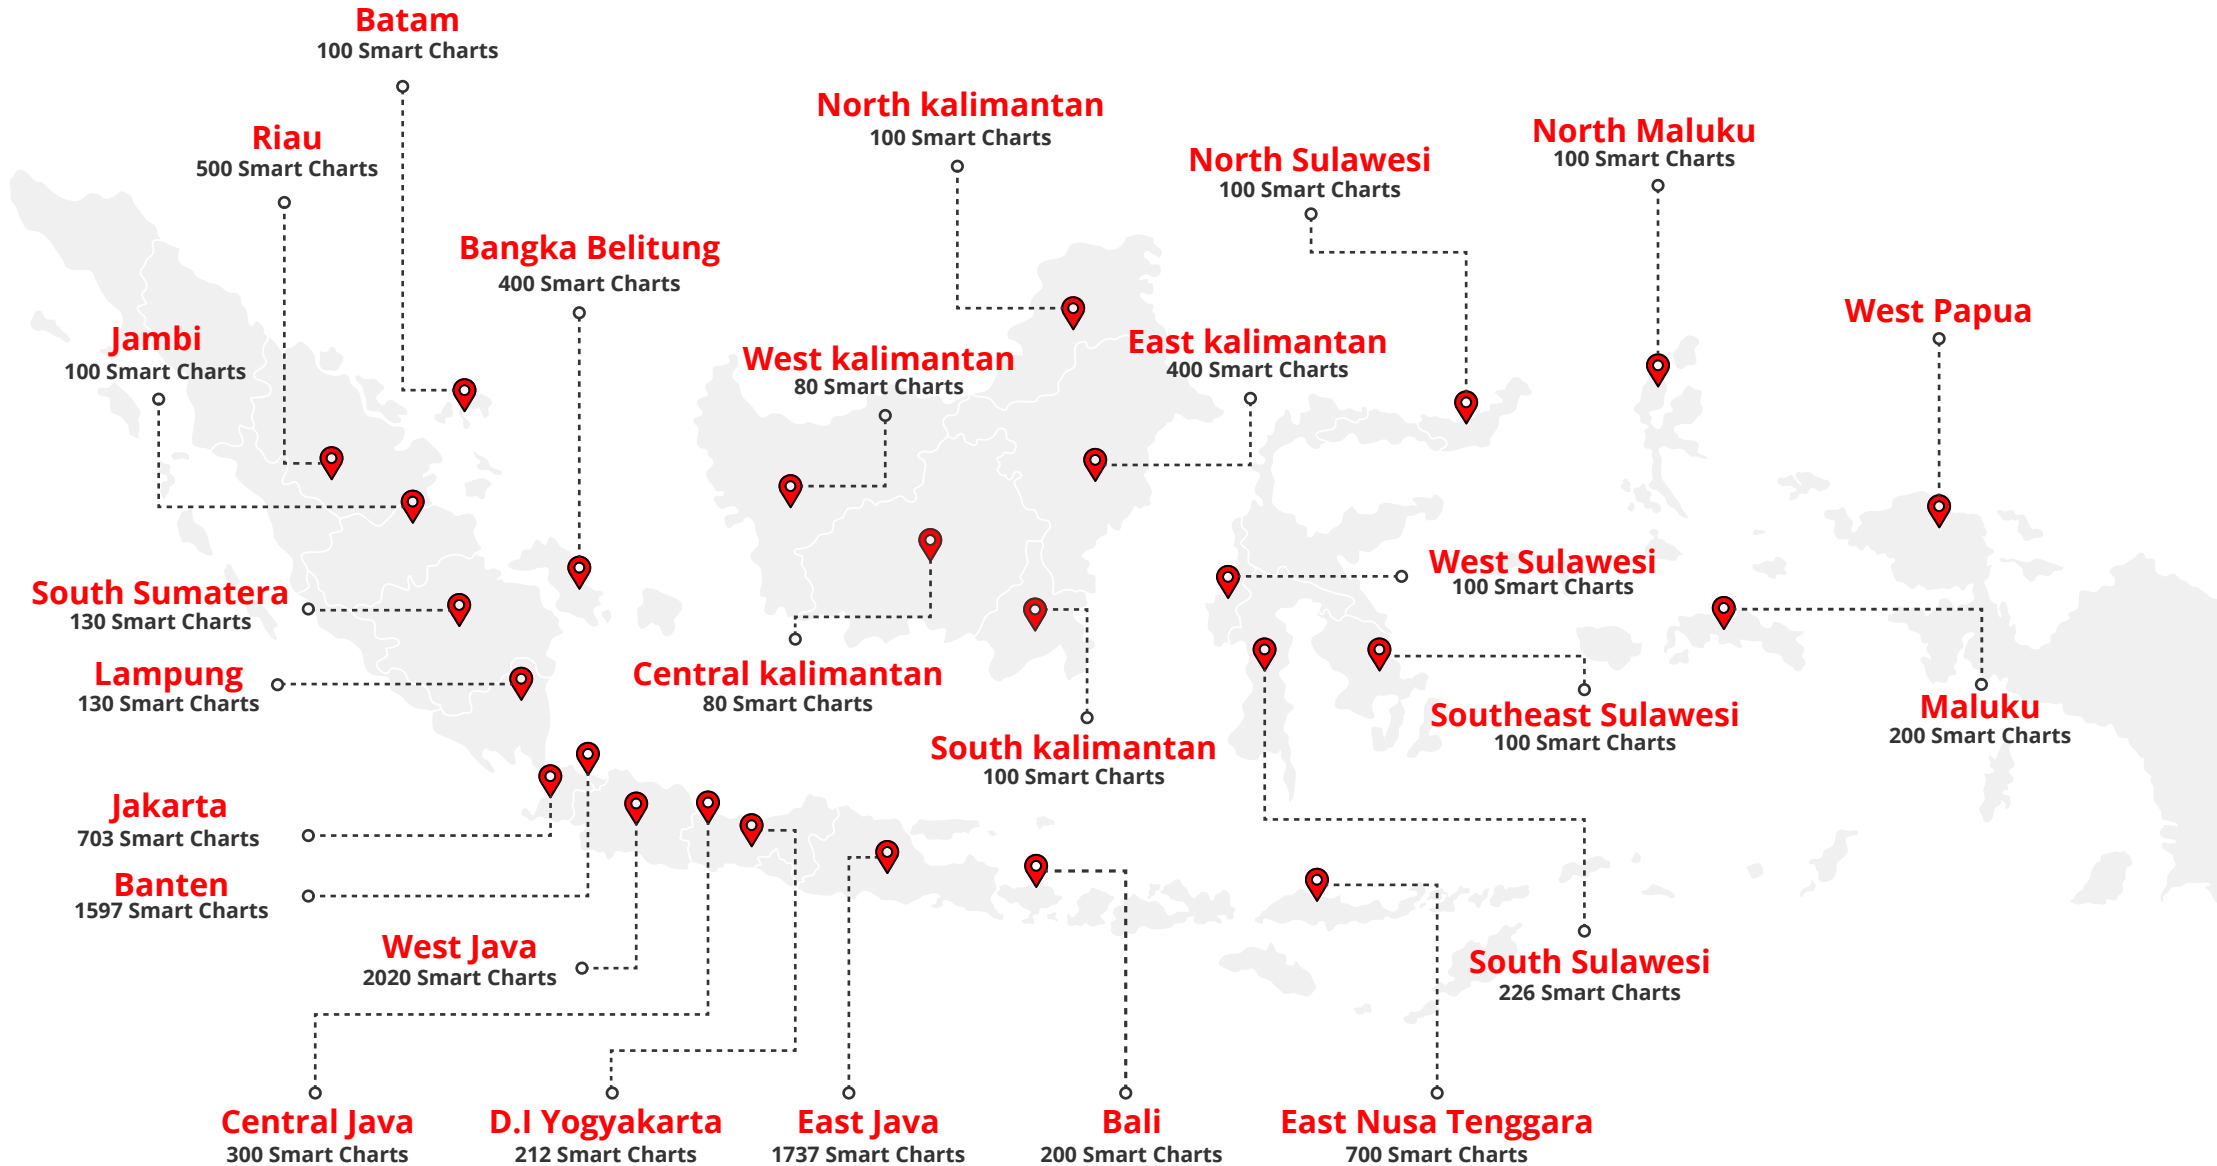 Batam
100 Smart Charts
North kalimantan
100 Smart Charts
Riau
500 Smart Charts
North Maluku
100 Smart Charts
North Sulawesi
100 Smart Charts
Bangka Belitung
400 Smart Charts
West Papua
Jambi
100 Smart Charts
West kalimantan
80 Smart Charts
East kalimantan
400 Smart Charts
West Sulawesi
100 Smart Charts
South Sumatera
130 Smart Charts
Lampung
130 Smart Charts
Central kalimantan
80 Smart Charts
Southeast Sulawesi
100 Smart Charts
Maluku
200 Smart Charts
South kalimantan
100 Smart Charts
Jakarta
703 Smart Charts
Banten
1597 Smart Charts
West Java
2020 Smart Charts
South Sulawesi
226 Smart Charts
Central Java
300 Smart Charts
D.I Yogyakarta
212 Smart Charts
East Java
1737 Smart Charts
Bali
200 Smart Charts
East Nusa Tenggara
700 Smart Charts